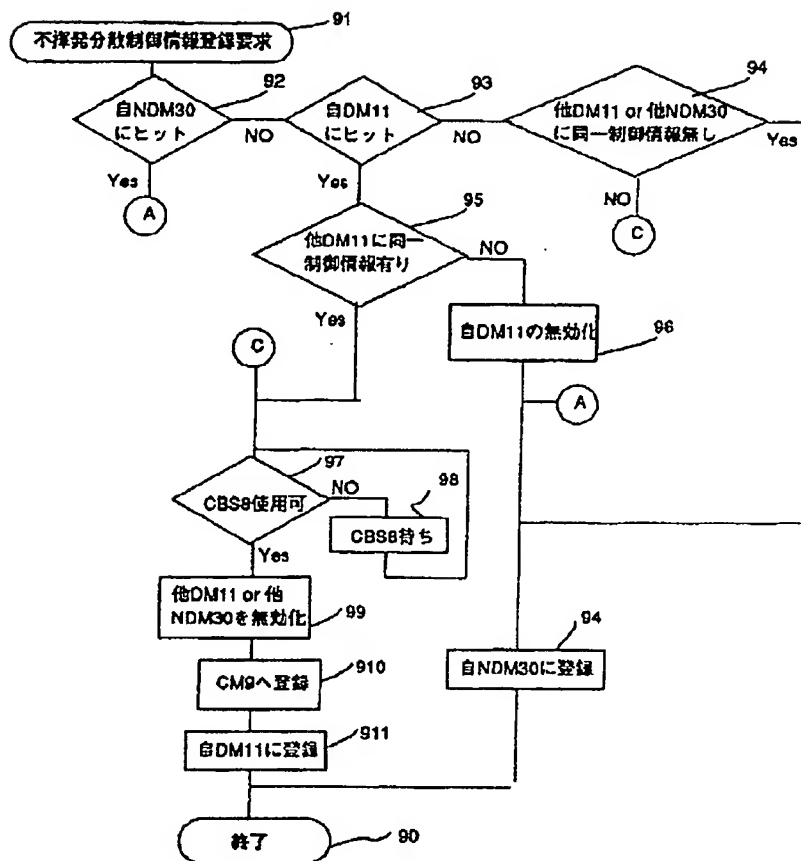 91
不揮発分散制御情報登録要求
92
93
94
自NDM30
にヒット
NO
自DM11
にヒット
NO
他DM11 or 他NDM30
に同一制御情報無し
Yes
Yes
A
Yes
NO
C
95
他DM11に同一
制御情報有り
NO
Yes
自DM11の無効化
96
C
A
97
CBS8使用可
NO
98
CBS8待ち
Yes
他DM11 or 他
NDM30を無効化
99
94
自NDM30に登録
CM9へ登録
910
自DM11に登録
911
終了
90